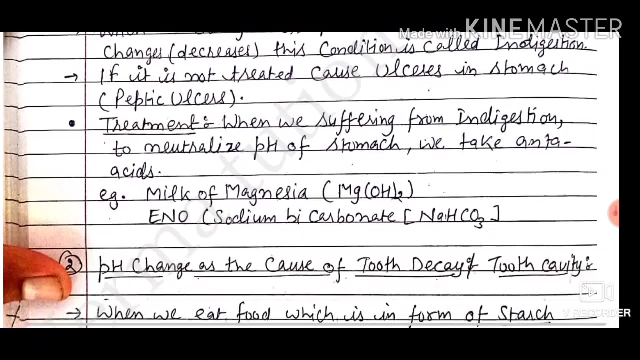 Made with KINEMASTER
changes (decreases) this condition is called Indigestion.
→ If it is not treated cause Ulceres in stomach
(Peptic Ulcers).
• Treatment:- When we suffering from indigestion,
to neutralize pH of stomach, we take anta-
acids.
eg. Milk of Magnesia (Mg(OH)2)
ENO (Sodium bi Carbonate [NaHCO3]
② pH Change as the Cause of Tooth Decay & Tooth cavity:-
→ When we eat food which is in form of Starch
V RECORDER